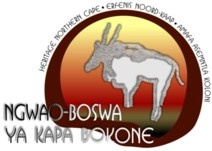 HERITAGE NORTHERN CAPE • ERFENIS NOORD-KAAP •
NGWAO-BOSWA
YA KAPA BOKONE